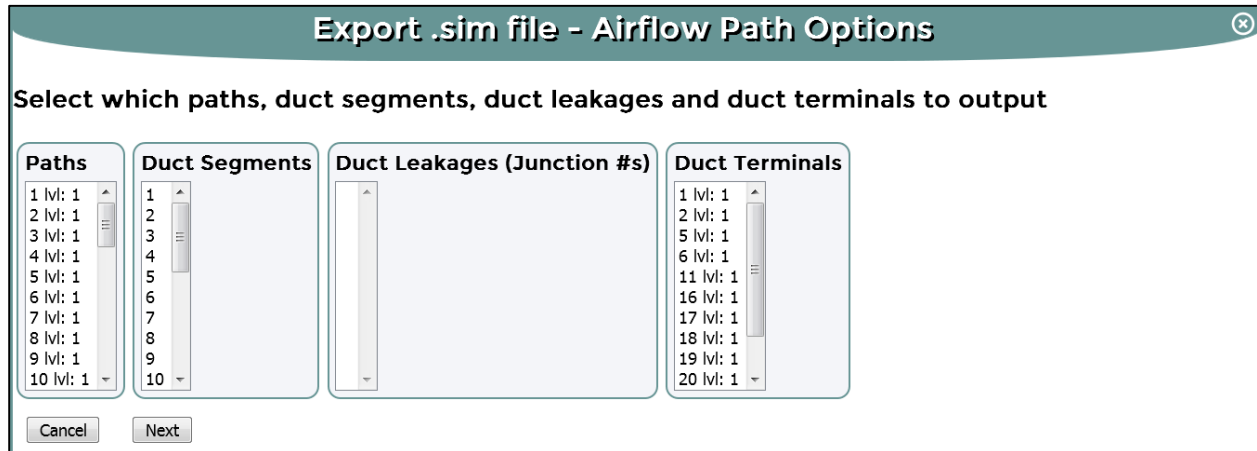 Export .sim file - Airflow Path Options
Select which paths, duct segments, duct leakages and duct terminals to output
Paths
1 lvl: 1
2 lvl: 1
3 lvl: 1
4 lvl: 1
5 lvl: 1
6 lvl: 1
7 lvl: 1
8 lvl: 1
9 lvl: 1
10 lvl: 1
Duct Segments
1
2
3
4
5
6
7
8
9
10
Duct Leakages (Junction #s)
Duct Terminals
1 lvl: 1
2 lvl: 1
5 lvl: 1
6 lvl: 1
11 lvl: 1
16 lvl: 1
17 lvl: 1
18 lvl: 1
19 lvl: 1
20 lvl: 1
Cancel
Next